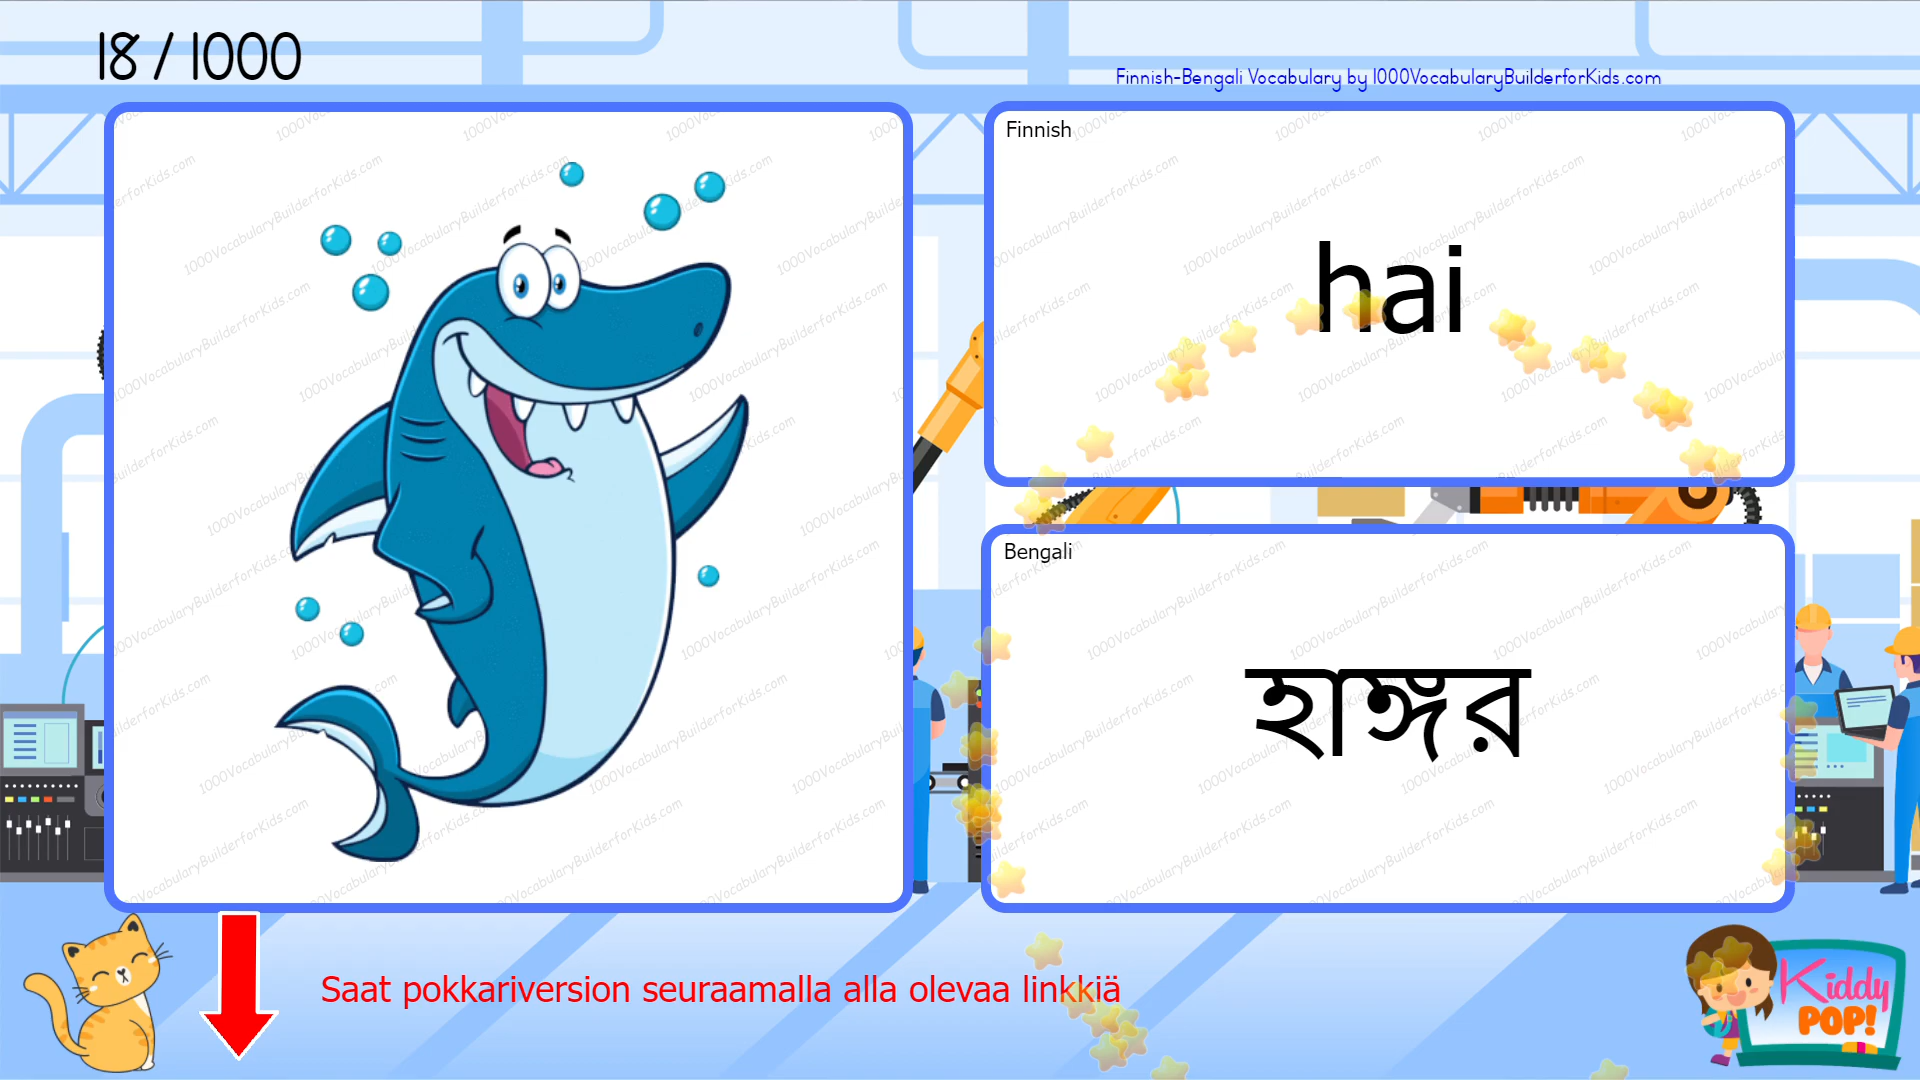 18 / 1000
Finnish-Bengali Vocabulary by 1000VocabularyBuilderforKids.com
Finnish
hai
Bengali
হাঙ্গর
Saat pokkariversion seuraamalla alla olevaa linkkiä
Kiddy
POP!